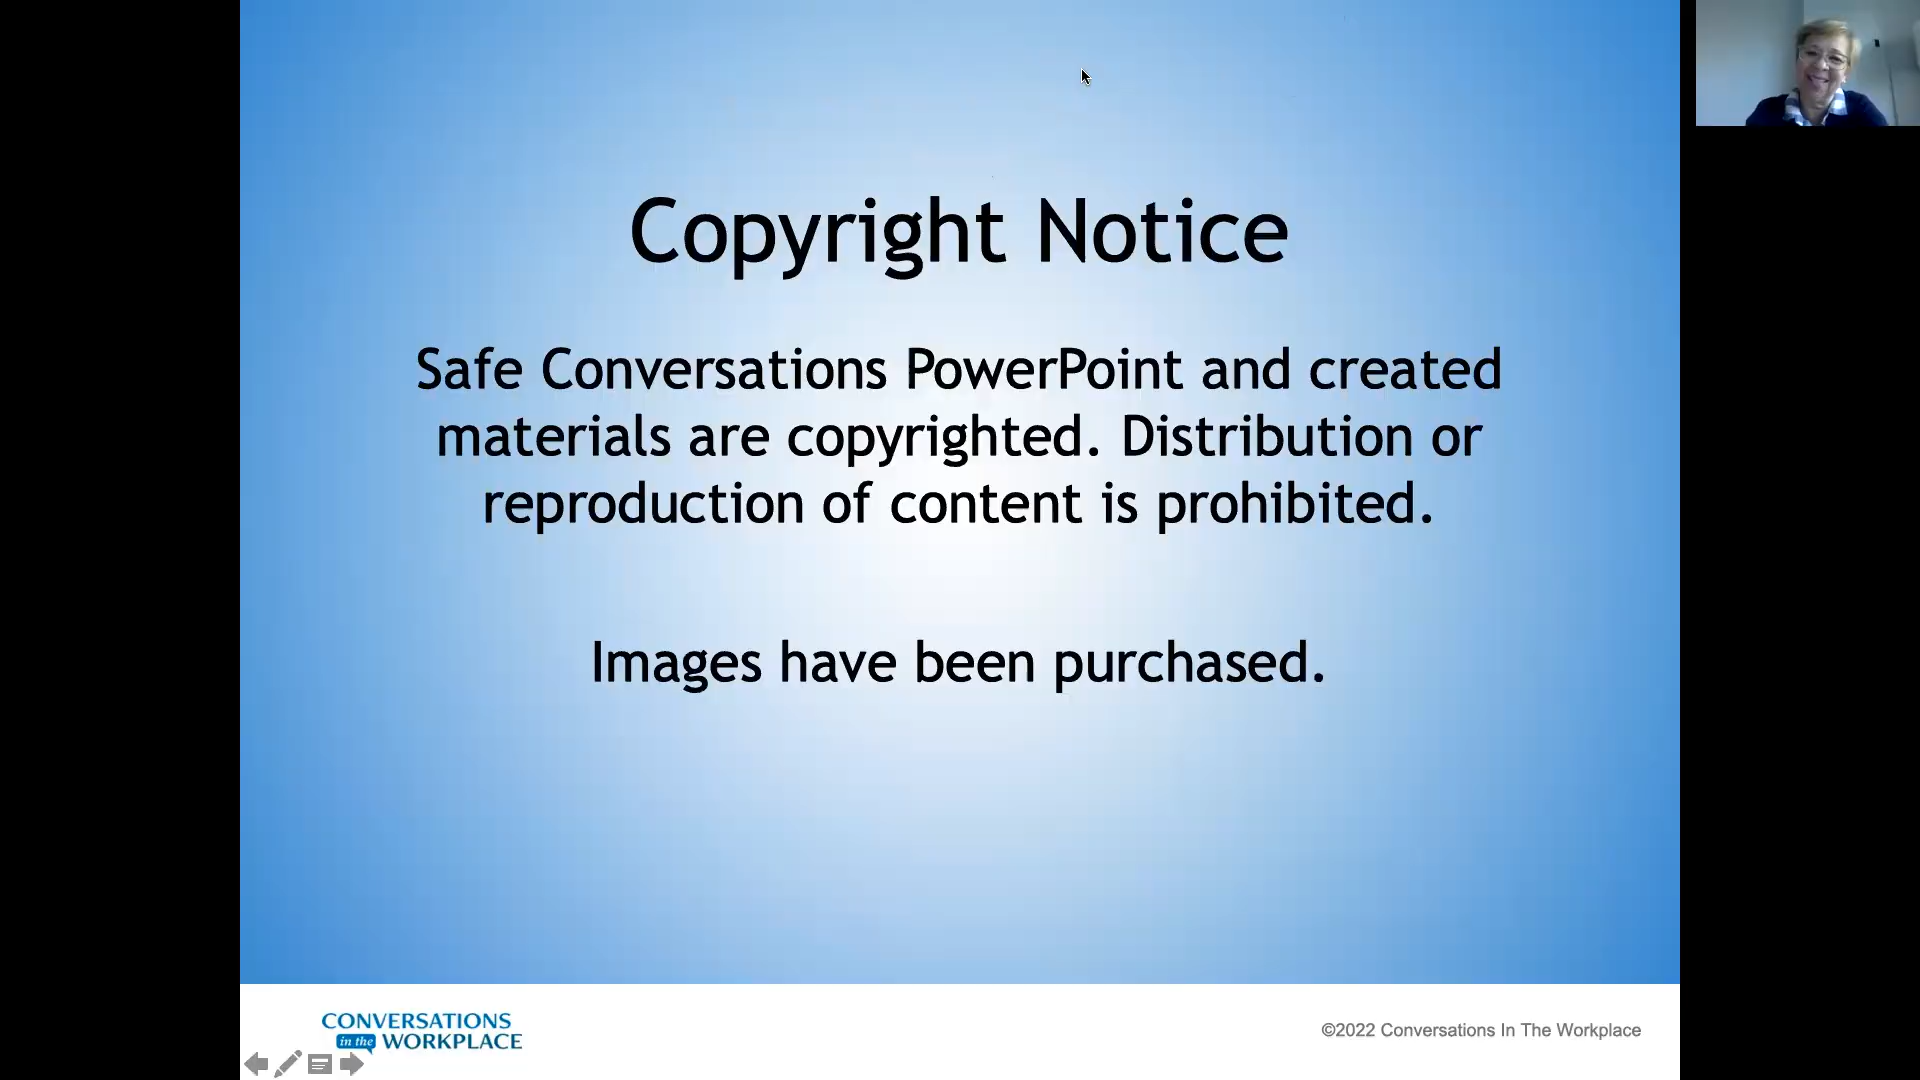 Copyright Notice
Safe Conversations PowerPoint and created
materials are copyrighted. Distribution or
reproduction of content is prohibited.
Images have been purchased.
CONVERSATIONS
in the WORKPLACE
©2022 Conversations In The Workplace